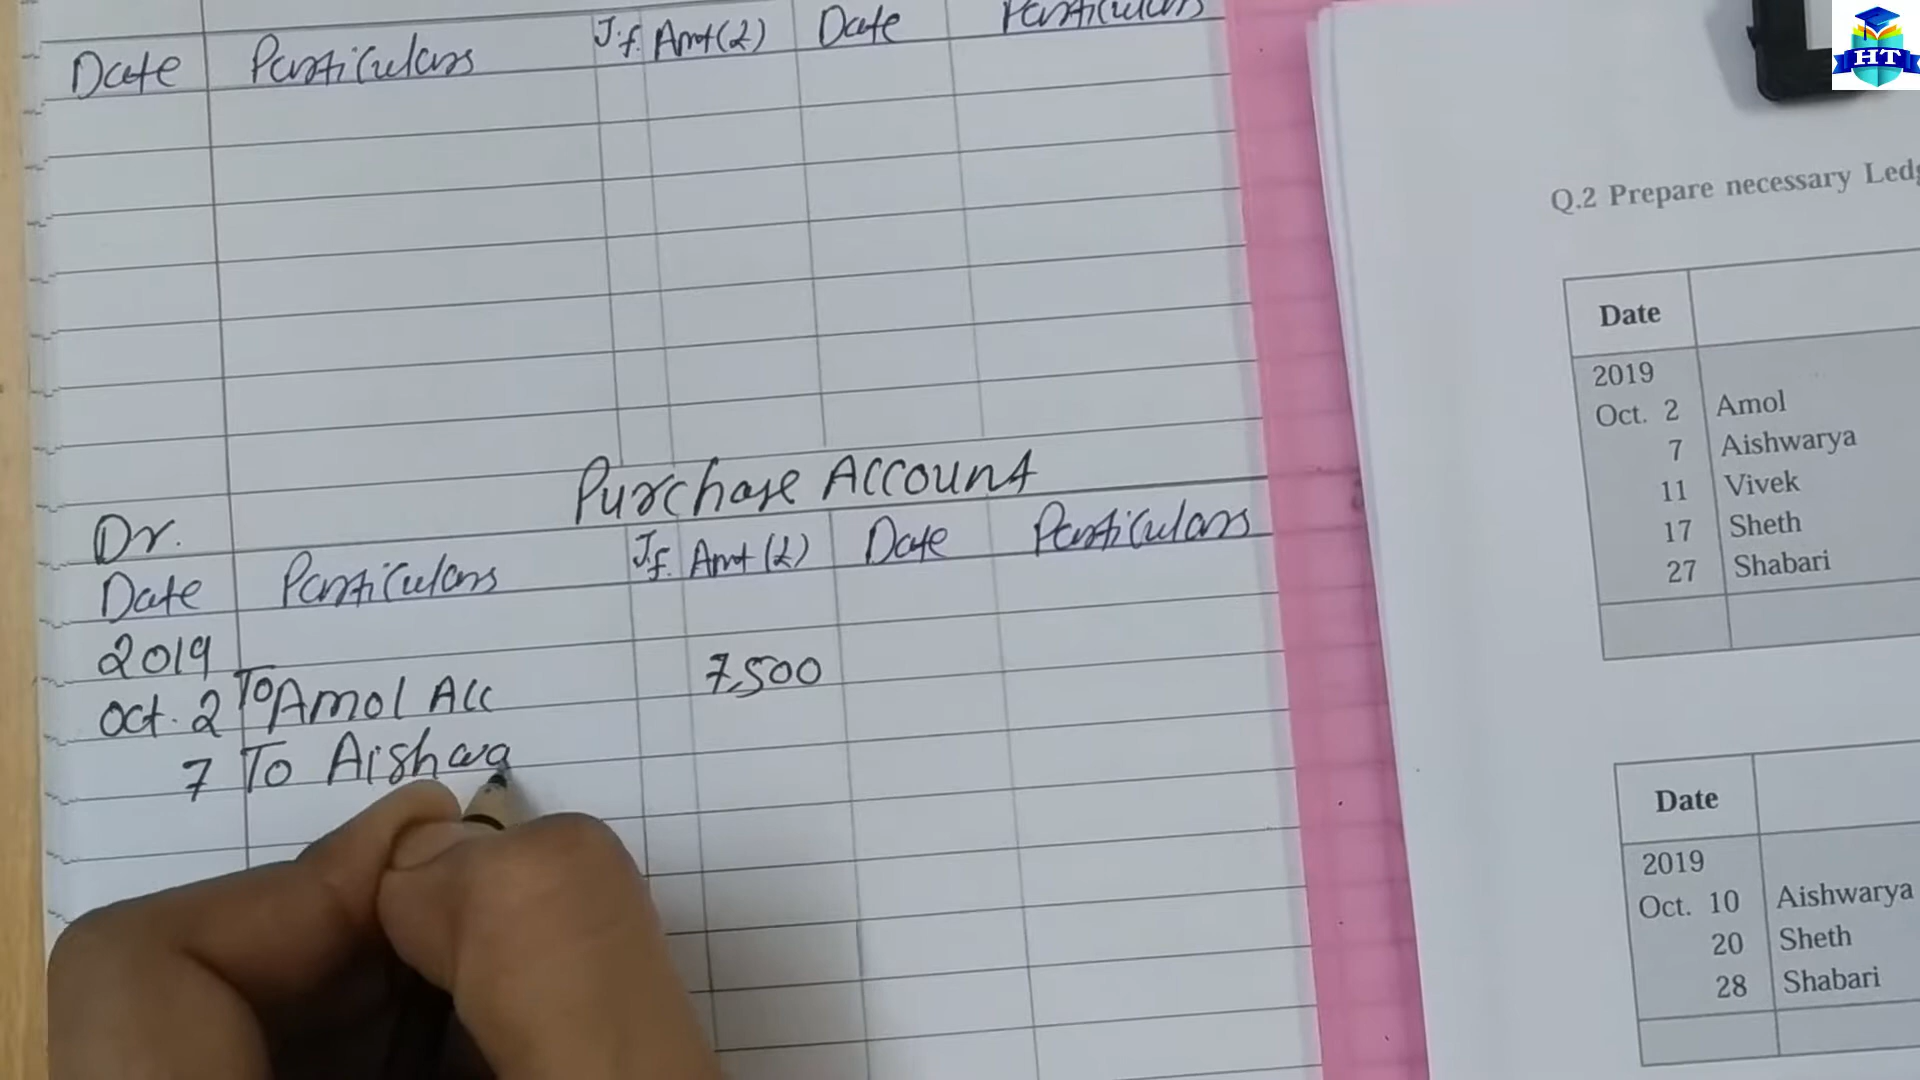 Date Particulars J.f. Amt(₹) Date Particulars
Purchase Account
Dr.
Date Particulars J.f. Amt(₹) Date Particulars
2019
Oct. 2 To Amol Acc 7,500
7 To Aishwa
HT
Q.2 Prepare necessary Ledg
Date
2019
Oct. 2 Amol
7 Aishwarya
11 Vivek
17 Sheth
27 Shabari
Date
2019
Oct. 10 Aishwarya
20 Sheth
28 Shabari